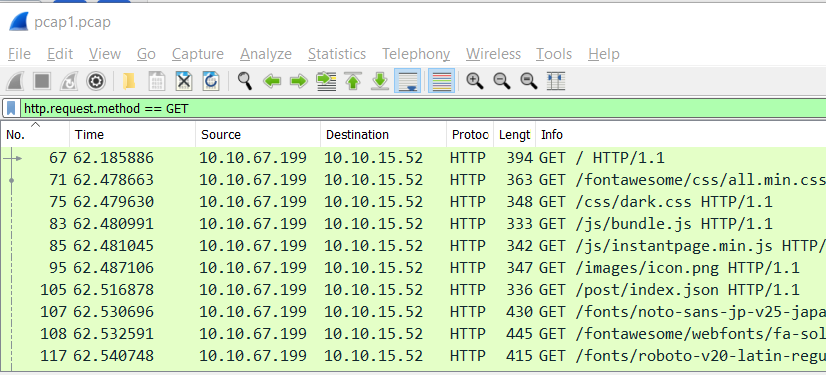 pcap1.pcap
File Edit View Go Capture Analyze Statistics Telephony Wireless Tools Help
http.request.method == GET
No. Time Source Destination Protoc Lengt Info
67 62.185886 10.10.67.199 10.10.15.52 HTTP 394 GET / HTTP/1.1
71 62.478663 10.10.67.199 10.10.15.52 HTTP 363 GET /fontawesome/css/all.min.css
75 62.479630 10.10.67.199 10.10.15.52 HTTP 348 GET /css/dark.css HTTP/1.1
83 62.480991 10.10.67.199 10.10.15.52 HTTP 333 GET /js/bundle.js HTTP/1.1
85 62.481045 10.10.67.199 10.10.15.52 HTTP 342 GET /js/instantpage.min.js HTTP/
95 62.487106 10.10.67.199 10.10.15.52 HTTP 347 GET /images/icon.png HTTP/1.1
105 62.516878 10.10.67.199 10.10.15.52 HTTP 336 GET /post/index.json HTTP/1.1
107 62.530696 10.10.67.199 10.10.15.52 HTTP 430 GET /fonts/noto-sans-jp-v25-japa
108 62.532591 10.10.67.199 10.10.15.52 HTTP 445 GET /fontawesome/webfonts/fa-sol
117 62.540748 10.10.67.199 10.10.15.52 HTTP 415 GET /fonts/roboto-v20-latin-regu